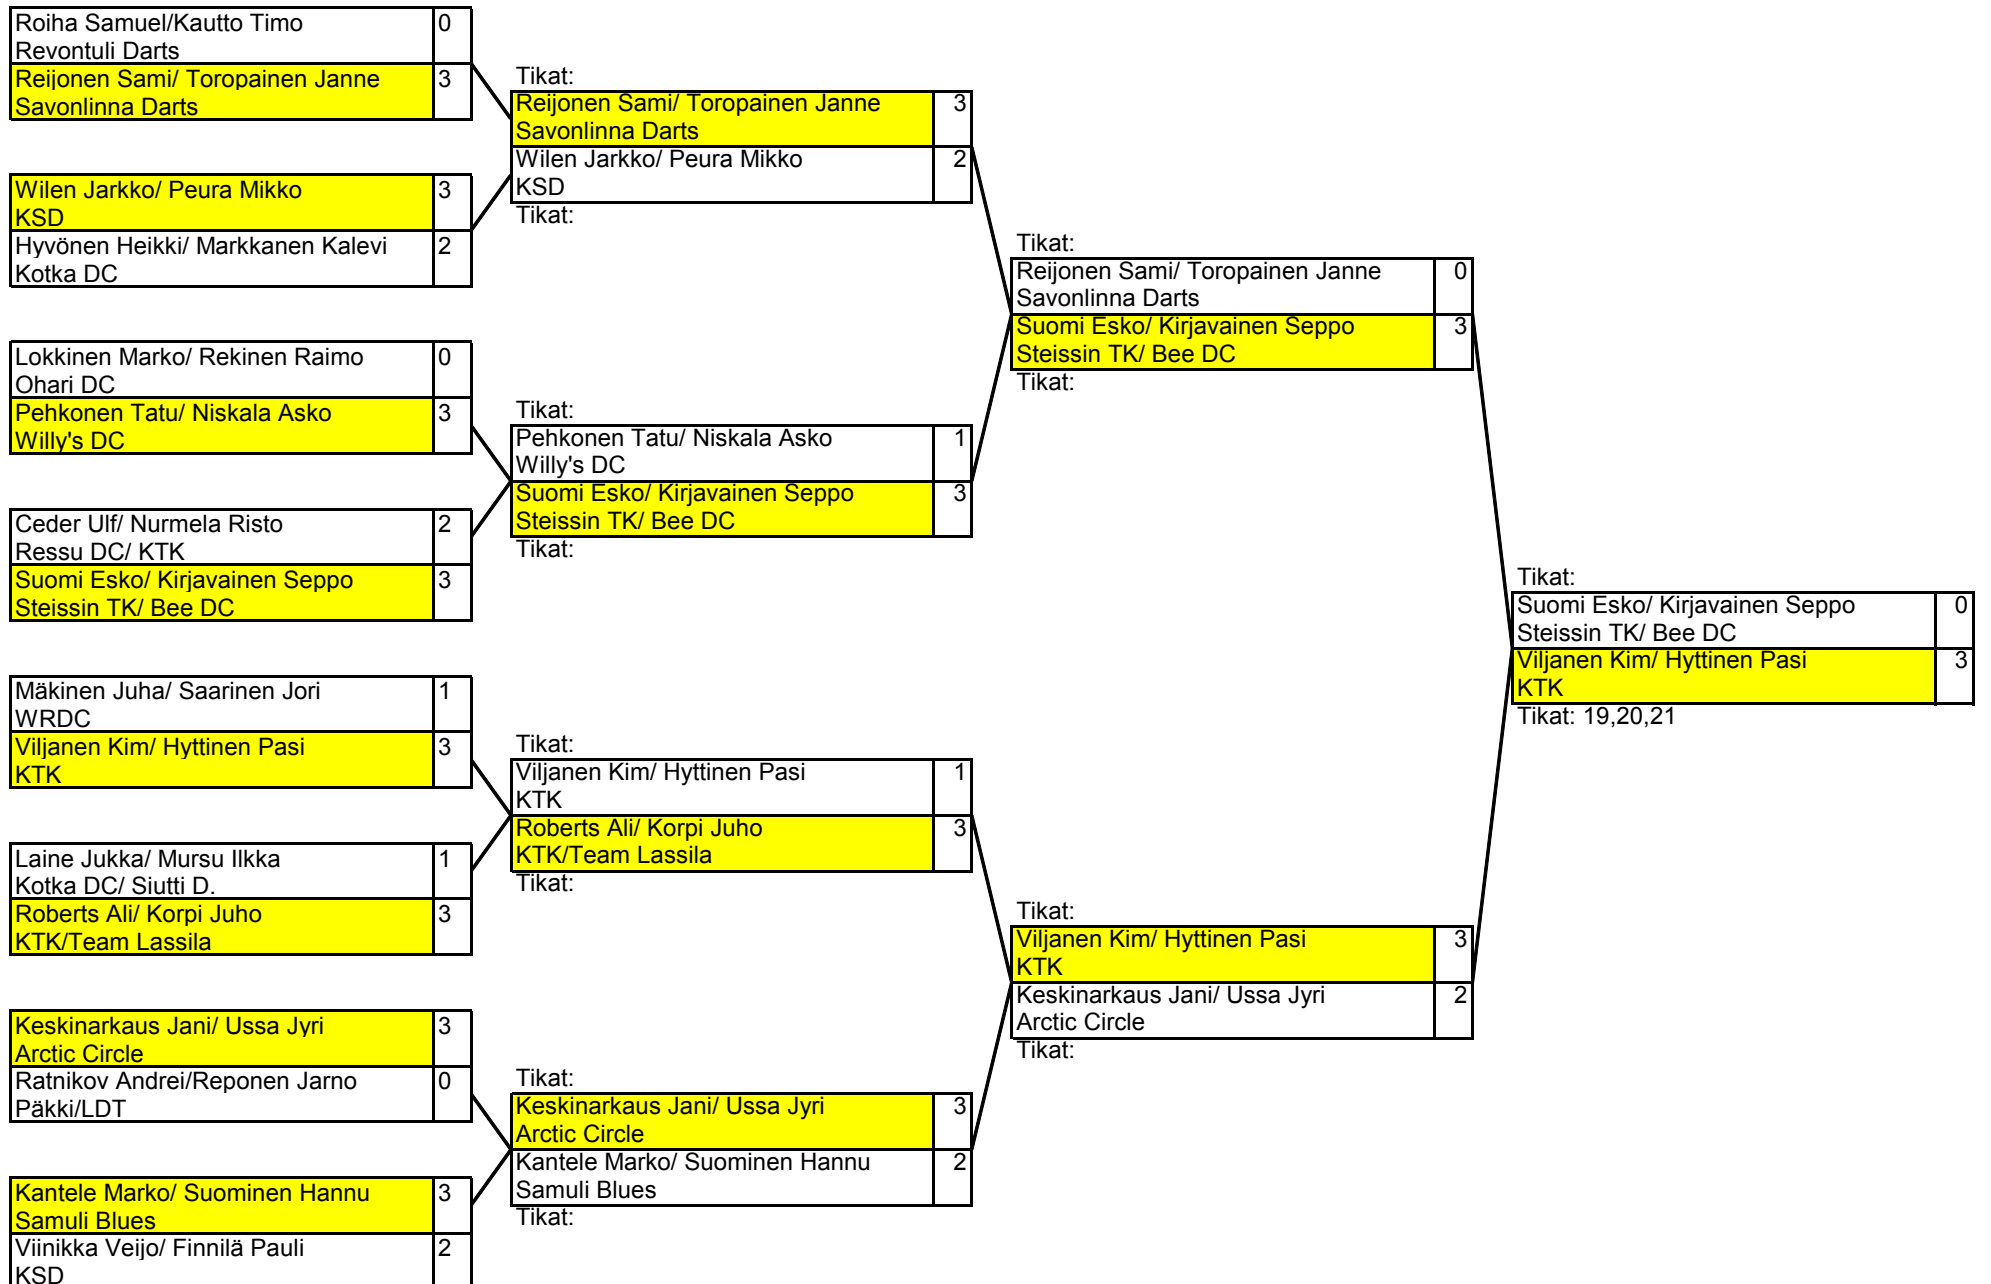 Roiha Samuel/Kautto Timo 0
Revontuli Darts
Reijonen Sami/ Toropainen Janne 3
Savonlinna Darts
Wilen Jarkko/ Peura Mikko 3
KSD
Hyvönen Heikki/ Markkanen Kalevi 2
Kotka DC
Lokkinen Marko/ Rekinen Raimo 0
Ohari DC
Pehkonen Tatu/ Niskala Asko 3
Willy's DC
Ceder Ulf/ Nurmela Risto 2
Ressu DC/ KTK
Suomi Esko/ Kirjavainen Seppo 3
Steissin TK/ Bee DC
Mäkinen Juha/ Saarinen Jori 1
WRDC
Viljanen Kim/ Hyttinen Pasi 3
KTK
Laine Jukka/ Mursu Ilkka 1
Kotka DC/ Siutti D.
Roberts Ali/ Korpi Juho 3
KTK/Team Lassila
Keskinarkaus Jani/ Ussa Jyri 3
Arctic Circle
Ratnikov Andrei/Reponen Jarno 0
Päkki/LDT
Kantele Marko/ Suominen Hannu 3
Samuli Blues
Viinikka Veijo/ Finnilä Pauli 2
KSD
Tikat:
Reijonen Sami/ Toropainen Janne 3
Savonlinna Darts
Wilen Jarkko/ Peura Mikko 2
KSD
Tikat:
Tikat:
Pehkonen Tatu/ Niskala Asko 1
Willy's DC
Suomi Esko/ Kirjavainen Seppo 3
Steissin TK/ Bee DC
Tikat:
Tikat:
Viljanen Kim/ Hyttinen Pasi 1
KTK
Roberts Ali/ Korpi Juho 3
KTK/Team Lassila
Tikat:
Tikat:
Keskinarkaus Jani/ Ussa Jyri 3
Arctic Circle
Kantele Marko/ Suominen Hannu 2
Samuli Blues
Tikat:
Tikat:
Reijonen Sami/ Toropainen Janne 0
Savonlinna Darts
Suomi Esko/ Kirjavainen Seppo 3
Steissin TK/ Bee DC
Tikat:
Tikat:
Viljanen Kim/ Hyttinen Pasi 3
KTK
Keskinarkaus Jani/ Ussa Jyri 2
Arctic Circle
Tikat:
Tikat:
Suomi Esko/ Kirjavainen Seppo 0
Steissin TK/ Bee DC
Viljanen Kim/ Hyttinen Pasi 3
KTK
Tikat: 19,20,21